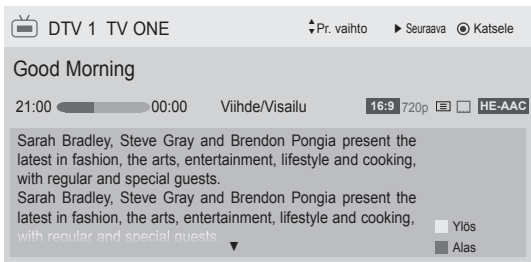 DTV 1 TV ONE Pr. vaihto Seuraava Katsele
Good Morning
21:00 00:00 Viihde/Visailu 16:9 720p HE-AAC
Sarah Bradley, Steve Gray and Brendon Pongia present the
latest in fashion, the arts, entertainment, lifestyle and cooking,
with regular and special guests.
Sarah Bradley, Steve Gray and Brendon Pongia present the
latest in fashion, the arts, entertainment, lifestyle and cooking,
with regular and special guests.
Ylös
Alas